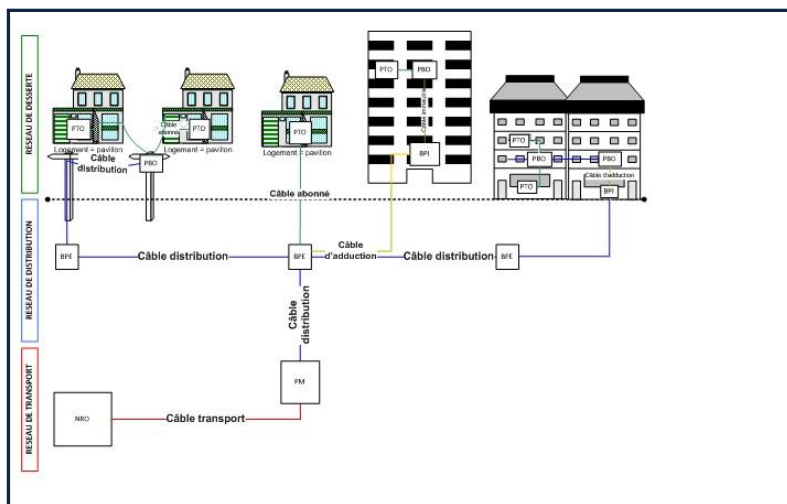 RESEAU DE DESSERTE
PTO
Câble abonné
PTO
PTO
PTO
PBO
Câble immeuble
BPI
PTO
PBO
PBO
PTO
Câble d'adduction
BPI
Logement = pavillon
Logement = pavillon
Logement = pavillon
Câble
distribution
PBO
Câble abonné
RESEAU DE DISTRIBUTION
BPE
Câble distribution
BPE
Câble
d'adduction
Câble distribution
BPE
Câble
distribution
RESEAU DE TRANSPORT
PM
NRO
Câble transport